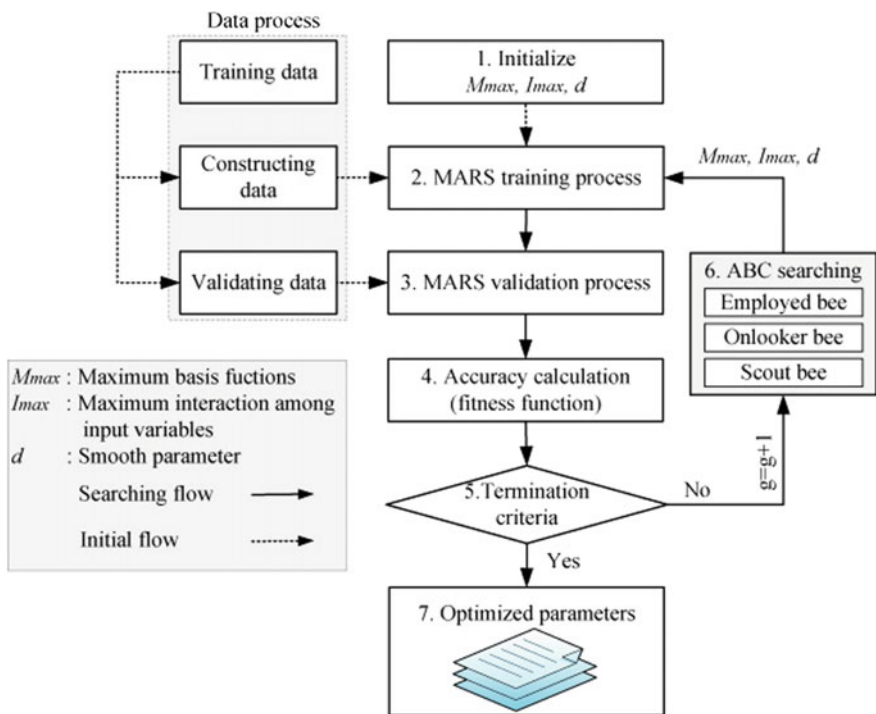 Data process
Training data
Constructing
data
Validating data
1. Initialize
Mmax, Imax, d
2. MARS training process
3. MARS validation process
4. Accuracy calculation
(fitness function)
5.Termination
criteria
No
Yes
7. Optimized parameters
Mmax, Imax, d
6. ABC searching
Employed bee
Onlooker bee
Scout bee
g=g+1
Mmax : Maximum basis fuctions
Imax : Maximum interaction among
input variables
d : Smooth parameter
Searching flow
Initial flow